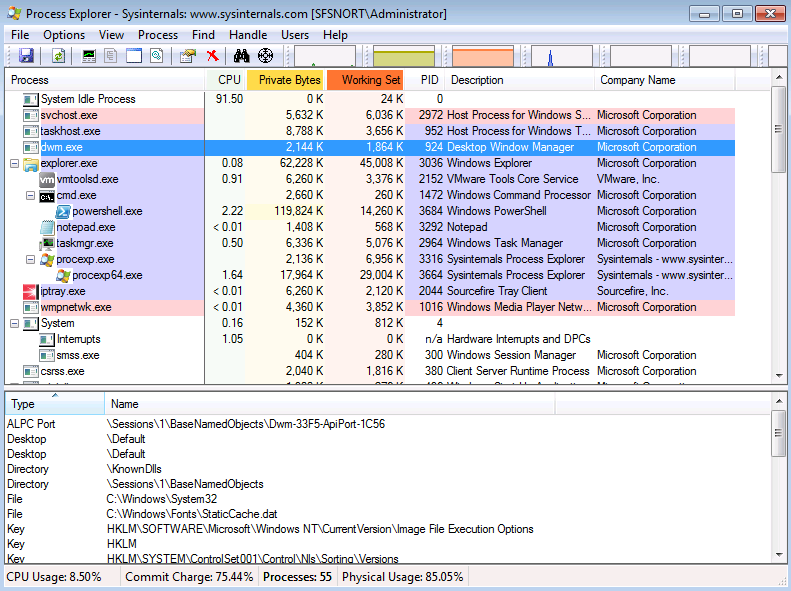 Process Explorer - Sysinternals: www.sysinternals.com [SFSNORT\Administrator]
File Options View Process Find Handle Users Help
Process CPU Private Bytes Working Set PID Description Company Name
System Idle Process 91.50 0 K 24 K 0
svchost.exe 5,632 K 6,036 K 2972 Host Process for Windows S... Microsoft Corporation
taskhost.exe 8,788 K 3,656 K 952 Host Process for Windows T... Microsoft Corporation
dwm.exe 2,144 K 1,864 K 924 Desktop Window Manager Microsoft Corporation
explorer.exe 0.08 62,228 K 45,008 K 3036 Windows Explorer Microsoft Corporation
vm vmtoolsd.exe 0.91 6,260 K 3,376 K 2152 VMware Tools Core Service VMware, Inc.
C:\. cmd.exe 2,660 K 260 K 1472 Windows Command Processor Microsoft Corporation
powershell.exe 2.22 119,824 K 14,260 K 3684 Windows PowerShell Microsoft Corporation
notepad.exe < 0.01 1,408 K 568 K 3292 Notepad Microsoft Corporation
taskmgr.exe 0.50 6,336 K 5,076 K 2964 Windows Task Manager Microsoft Corporation
procexp.exe 2,136 K 6,956 K 3316 Sysinternals Process Explorer Sysinternals - www.sysinter...
procexp64.exe 1.64 17,964 K 29,004 K 3664 Sysinternals Process Explorer Sysinternals - www.sysinter...
iptray.exe < 0.01 6,260 K 2,120 K 2044 Sourcefire Tray Client Sourcefire, Inc.
wmpnetwk.exe < 0.01 4,360 K 3,852 K 1016 Windows Media Player Netw... Microsoft Corporation
System 0.16 152 K 812 K 4
Interrupts 1.05 0 K 0 K n/a Hardware Interrupts and DPCs
smss.exe 404 K 280 K 300 Windows Session Manager Microsoft Corporation
csrss.exe 2,040 K 1,816 K 380 Client Server Runtime Process Microsoft Corporation
Type Name
ALPC Port \Sessions\1\BaseNamedObjects\Dwm-33F5-ApiPort-1C56
Desktop \Default
Desktop \Default
Directory \KnownDlls
Directory \Sessions\1\BaseNamedObjects
File C:\Windows\System32
File C:\Windows\Fonts\StaticCache.dat
Key HKLM\SOFTWARE\Microsoft\Windows NT\CurrentVersion\Image File Execution Options
Key HKLM
Key HKLM\SYSTEM\ControlSet001\Control\Nls\Sorting\Versions
CPU Usage: 8.50% Commit Charge: 75.44% Processes: 55 Physical Usage: 85.05%